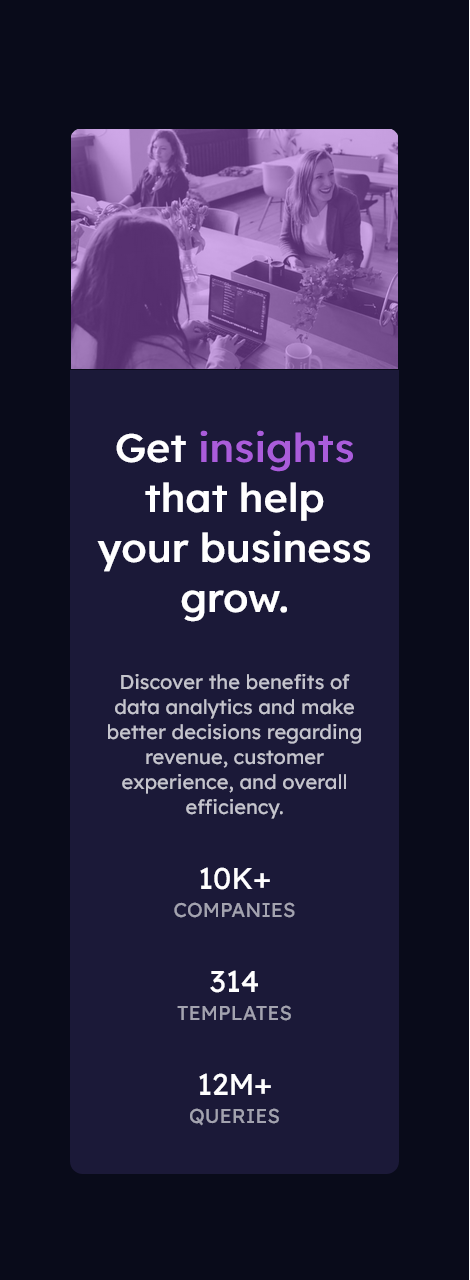 Get insights
that help
your business
grow.
Discover the benefits of
data analytics and make
better decisions regarding
revenue, customer
experience, and overall
efficiency.
10K+
COMPANIES
314
TEMPLATES
12M+
QUERIES